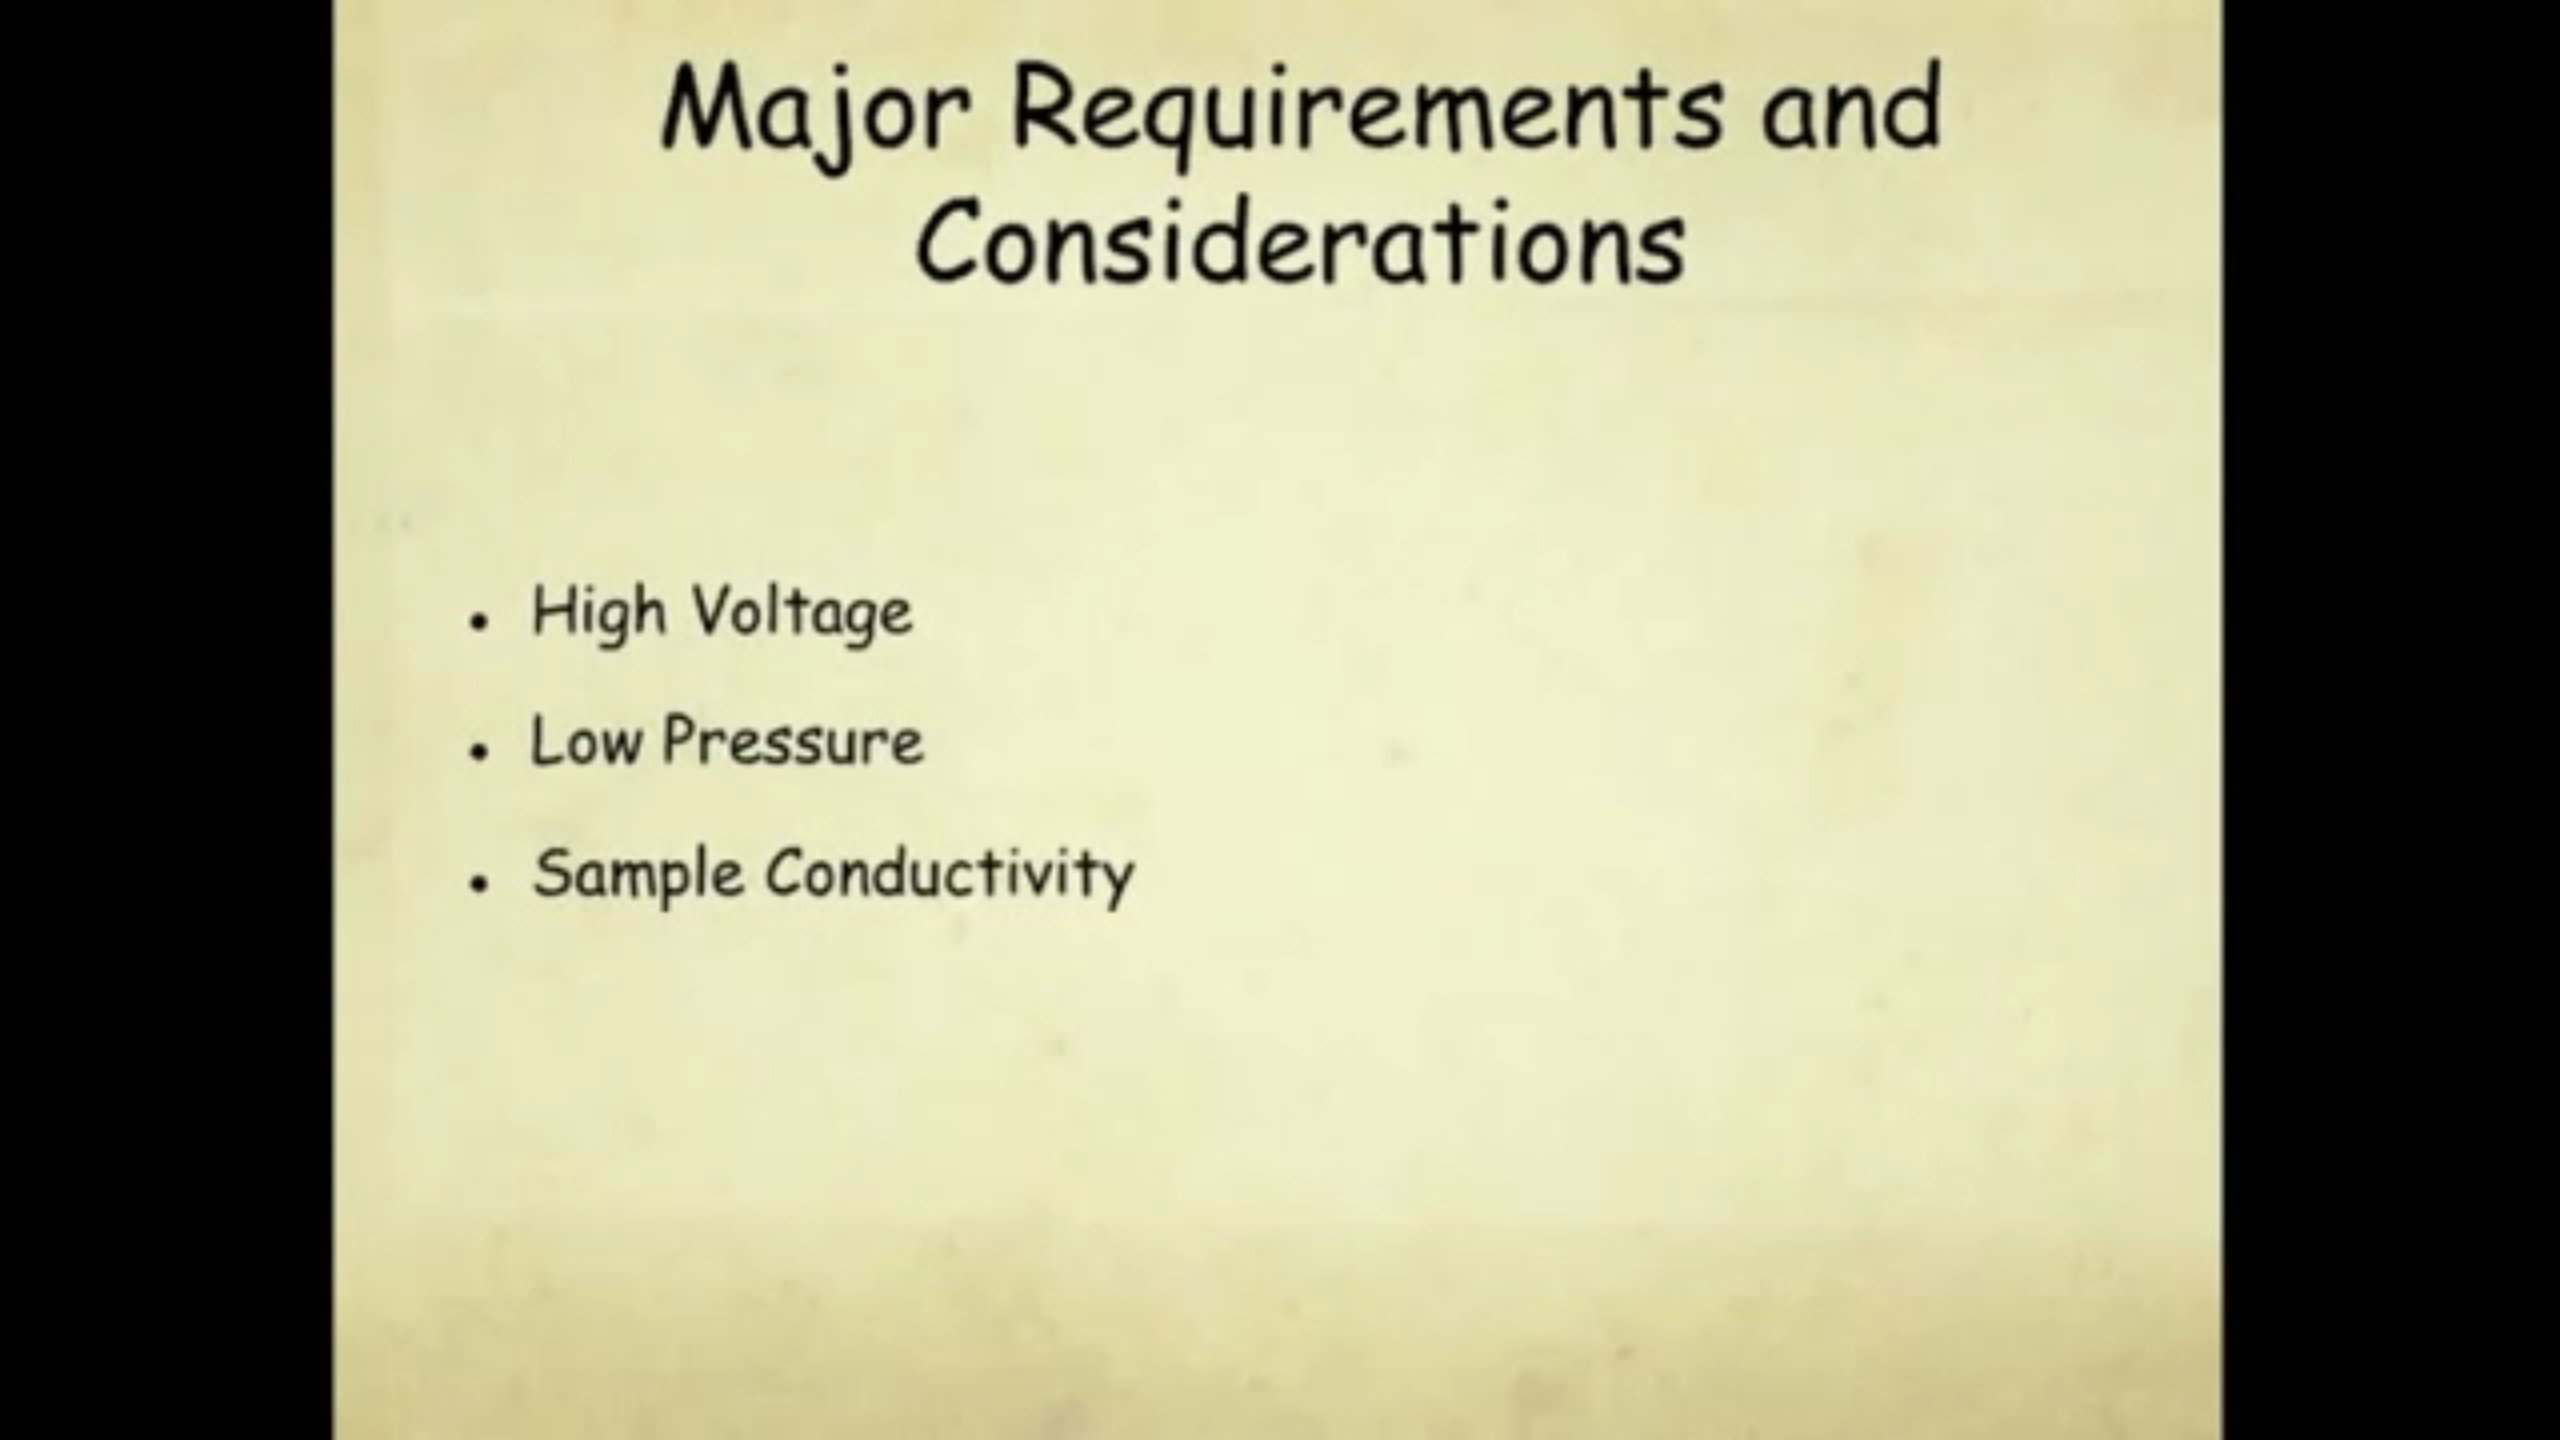 Major Requirements and
Considerations
• High Voltage
• Low Pressure
• Sample Conductivity